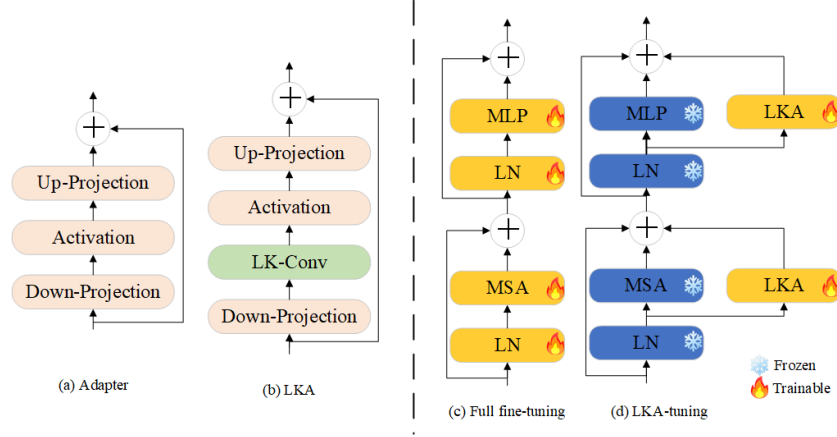 Up-Projection
Activation
Down-Projection
(a) Adapter
Up-Projection
Activation
LK-Conv
Down-Projection
(b) LKA
MLP
LN
MSA
LN
(c) Full fine-tuning
MLP
LKA
LN
MSA
LKA
LN
(d) LKA-tuning
Frozen
Trainable